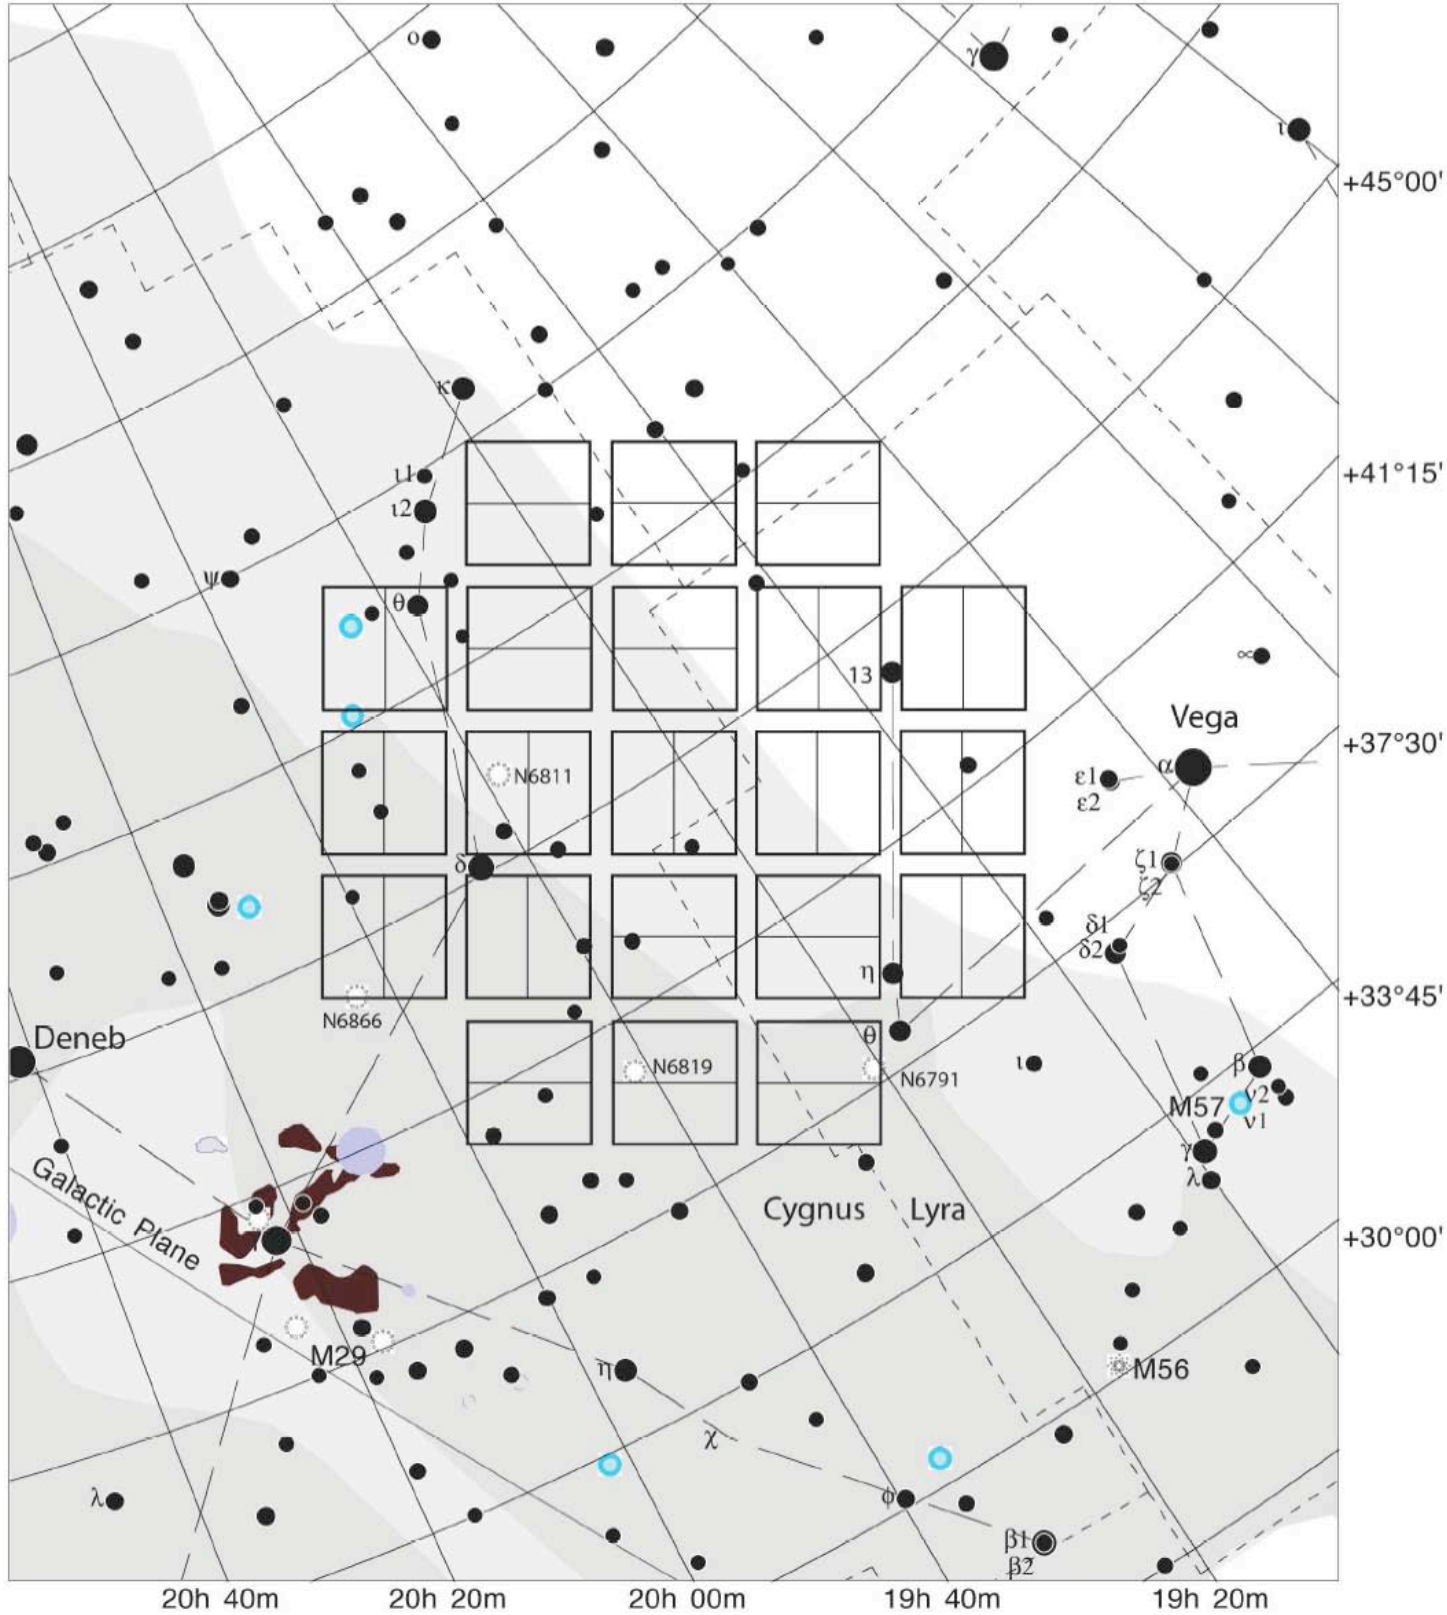 ο
γ
ι
+45°00'
κ
ι1
+41°15'
ι2
ψ
θ
∞
13
Vega
+37°30'
α
N6811
ε1
ε2
δ
ζ1
ζ2
δ1
δ2
η
+33°45'
N6866
Deneb
θ
N6819
N6791
ι
β
ν2
M57
ν1
γ
λ
Galactic Plane
Cygnus
Lyra
+30°00'
M29
η
M56
χ
λ
φ
β1
β2
20h 40m
20h 20m
20h 00m
19h 40m
19h 20m